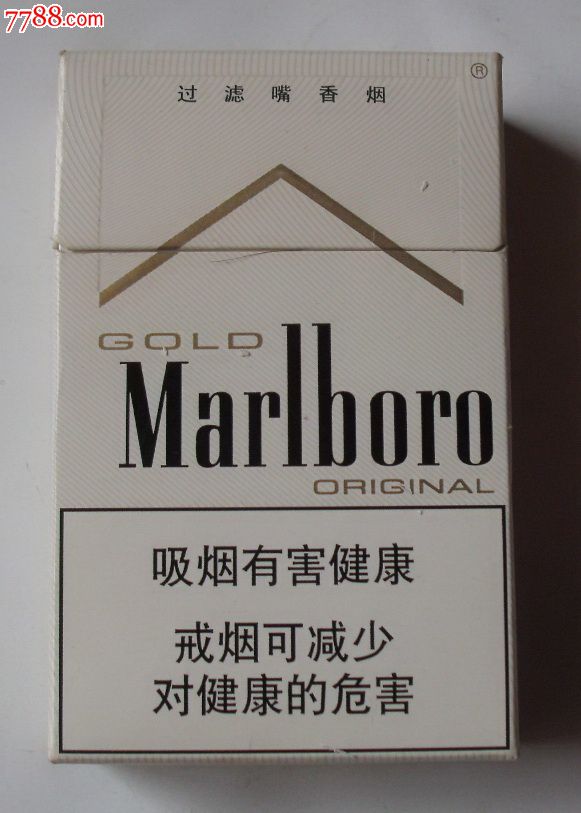 7788.com
®
过滤嘴香烟
GOLD
Marlboro
ORIGINAL
吸烟有害健康
戒烟可减少
对健康的危害